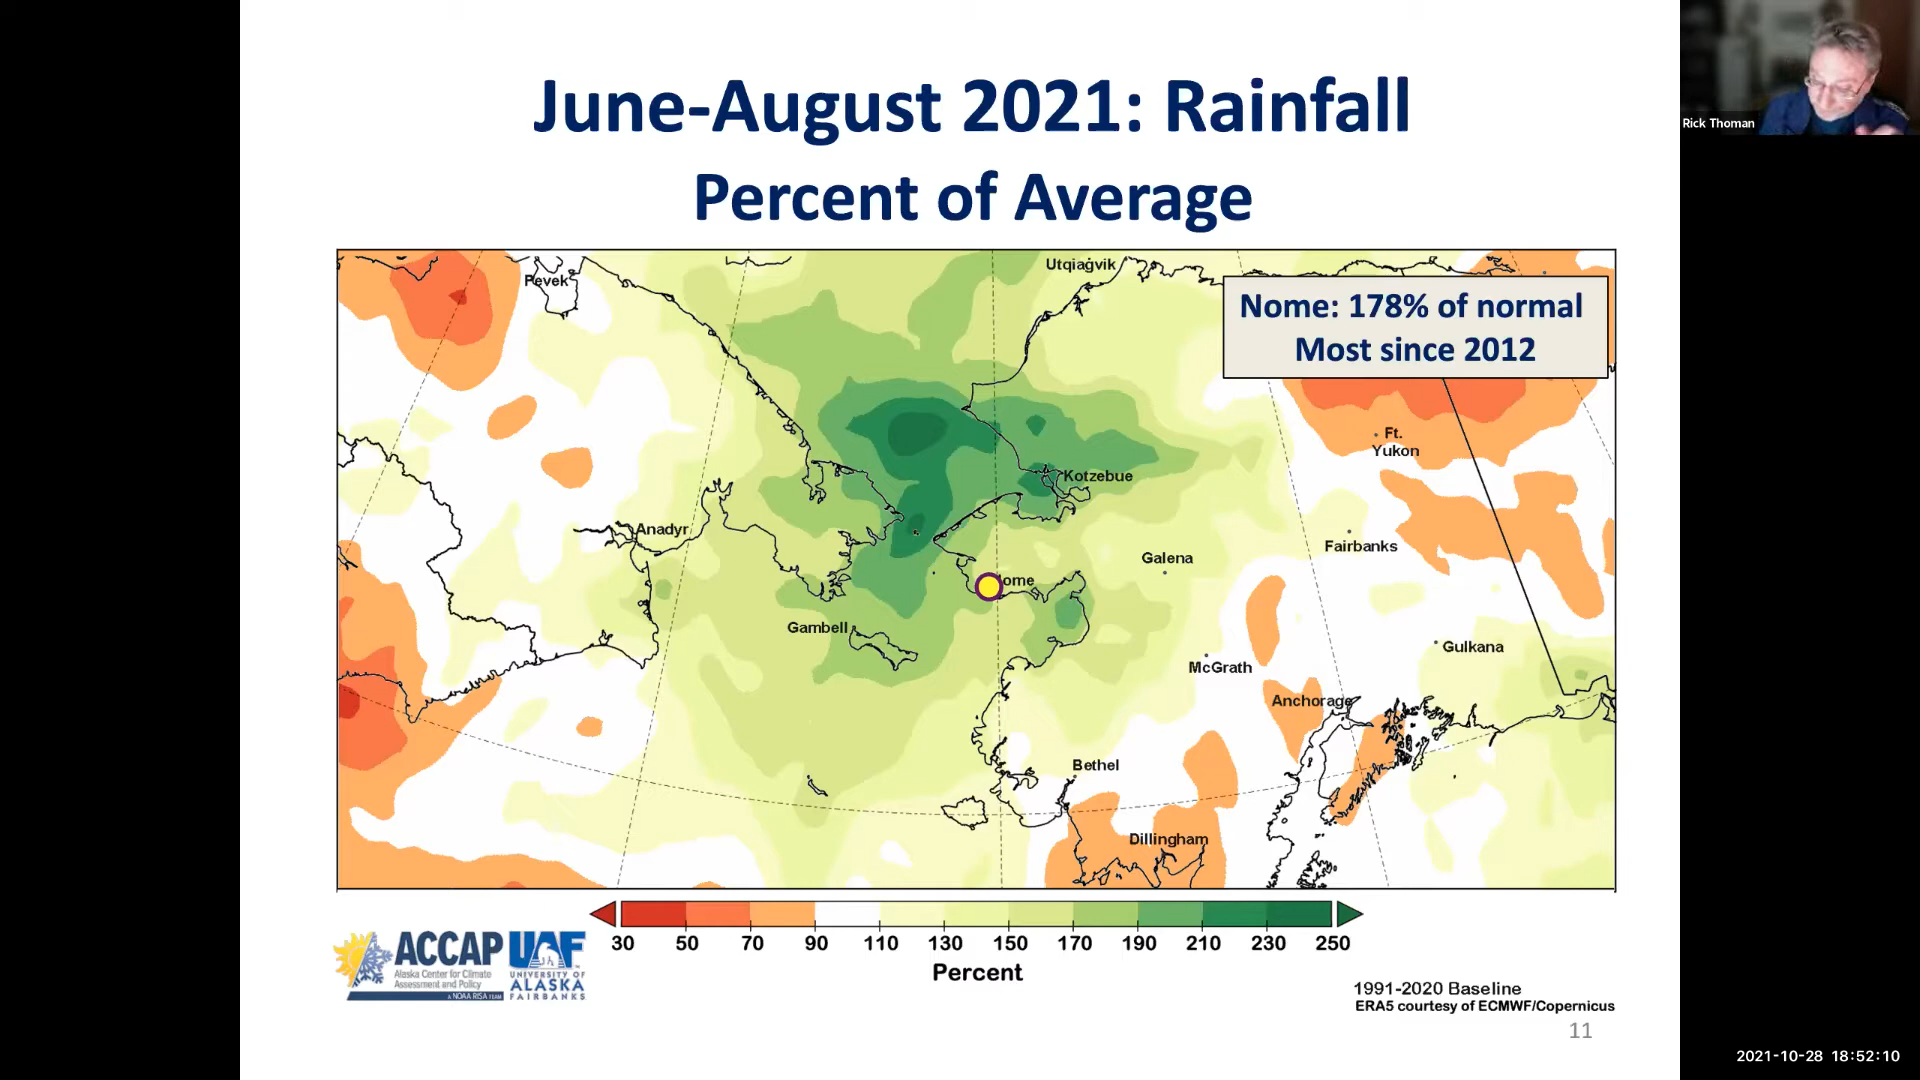 June-August 2021: Rainfall
Percent of Average
Rick Thoman
Nome: 178% of normal
Most since 2012
Pevek
Utqiaġvik
Ft.
Yukon
Kotzebue
Anadyr
Fairbanks
Galena
ome
Gambell
Gulkana
McGrath
Anchorage
Bethel
Dillingham
30 50 70 90 110 130 150 170 190 210 230 250
Percent
ACCAP
Alaska Center for Climate
Assessment and Policy
A NOAA RISA TEAM
UAF
UNIVERSITY OF
ALASKA
FAIRBANKS
1991-2020 Baseline
ERA5 courtesy of ECMWF/Copernicus
11
2021-10-28 18:52:10